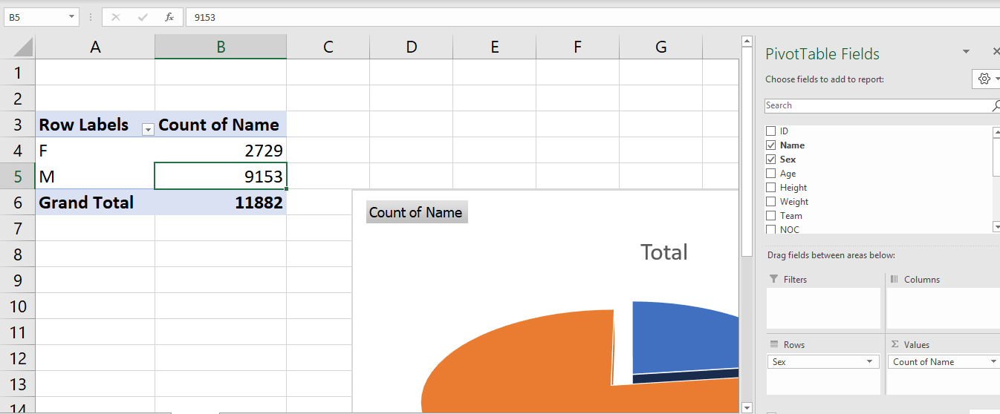 B5
fx
9153
A B C D E F G
1
2
3 Row Labels Count of Name
4 F 2729
5 M 9153
6 Grand Total 11882
7
8
9
10
11
12
13
14
Count of Name
Total
PivotTable Fields
Choose fields to add to report:
Search
ID
Name
Sex
Age
Height
Weight
Team
NOC
Drag fields between areas below:
Filters
Columns
Rows
Σ Values
Sex
Count of Name